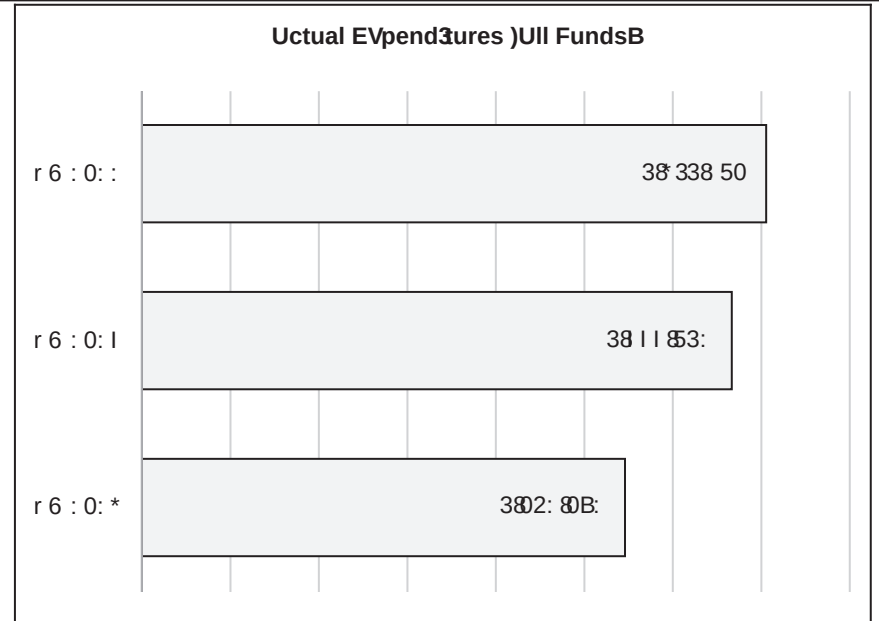 Uctual EVpend3tures )Ull FundsB
r 6 : 0: :
38* 338 50
r 6 : 0: I
38I I I 853:
r 6 : 0: *
3802: 80B: